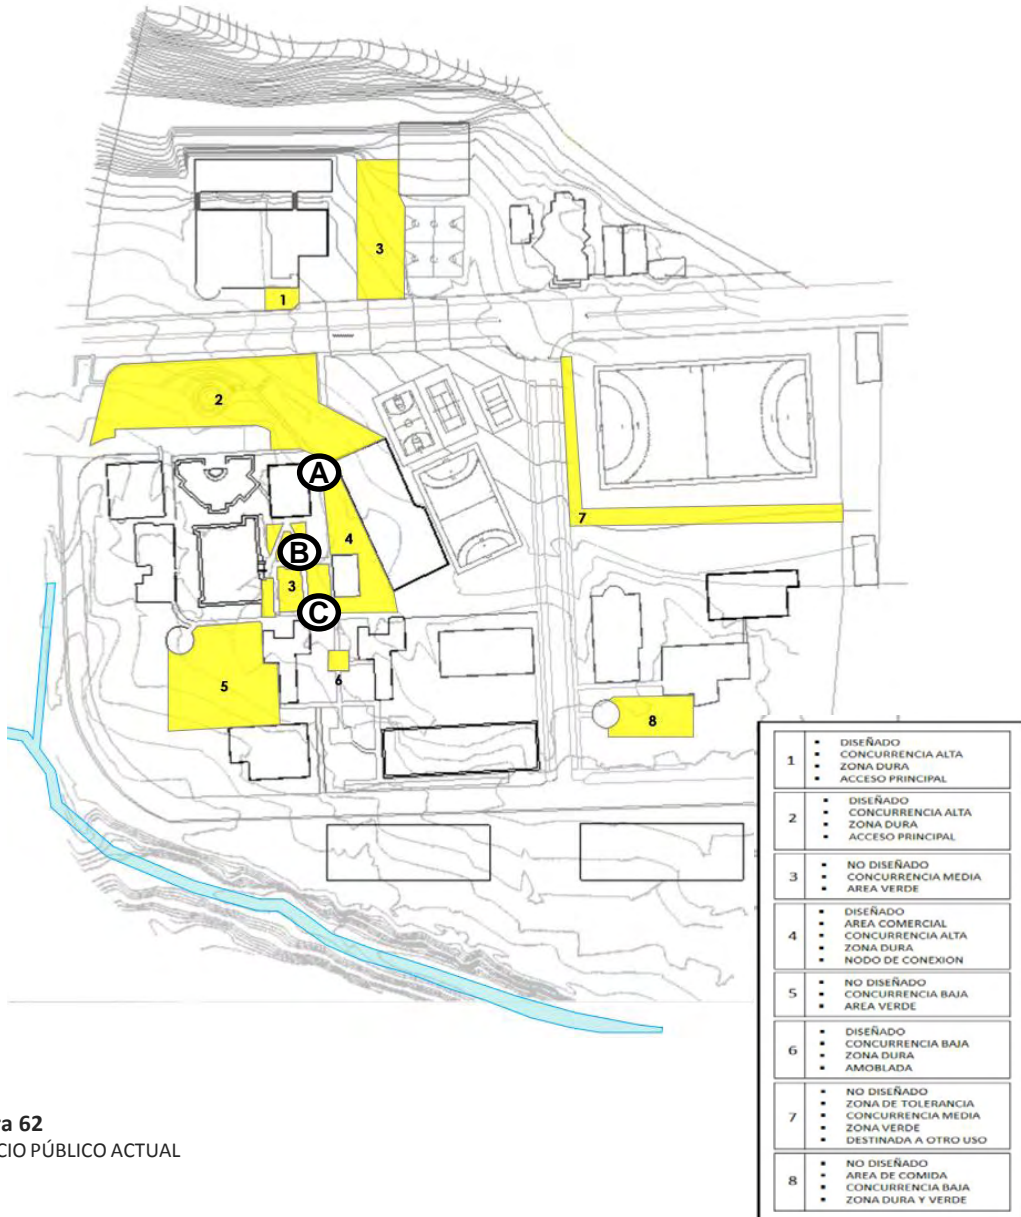 3
1
2
A
4
B
7
3
C
5
6
8
1
▪ DISEÑADO
▪ CONCURRENCIA ALTA
▪ ZONA DURA
▪ ACCESO PRINCIPAL
2
▪ DISEÑADO
▪ CONCURRENCIA ALTA
▪ ZONA DURA
▪ ACCESO PRINCIPAL
3
▪ NO DISEÑADO
▪ CONCURRENCIA MEDIA
▪ AREA VERDE
4
▪ DISEÑADO
▪ AREA COMERCIAL
▪ CONCURRENCIA ALTA
▪ ZONA DURA
▪ NODO DE CONEXION
5
▪ NO DISEÑADO
▪ CONCURRENCIA BAJA
▪ AREA VERDE
6
▪ DISEÑADO
▪ CONCURRENCIA BAJA
▪ ZONA DURA
▪ AMOBLADA
7
▪ NO DISEÑADO
▪ ZONA DE TOLERANCIA
▪ CONCURRENCIA MEDIA
▪ ZONA VERDE
▪ DESTINADA A OTRO USO
8
▪ NO DISEÑADO
▪ AREA DE COMIDA
▪ CONCURRENCIA BAJA
▪ ZONA DURA Y VERDE
ra 62
CIO PÚBLICO ACTUAL